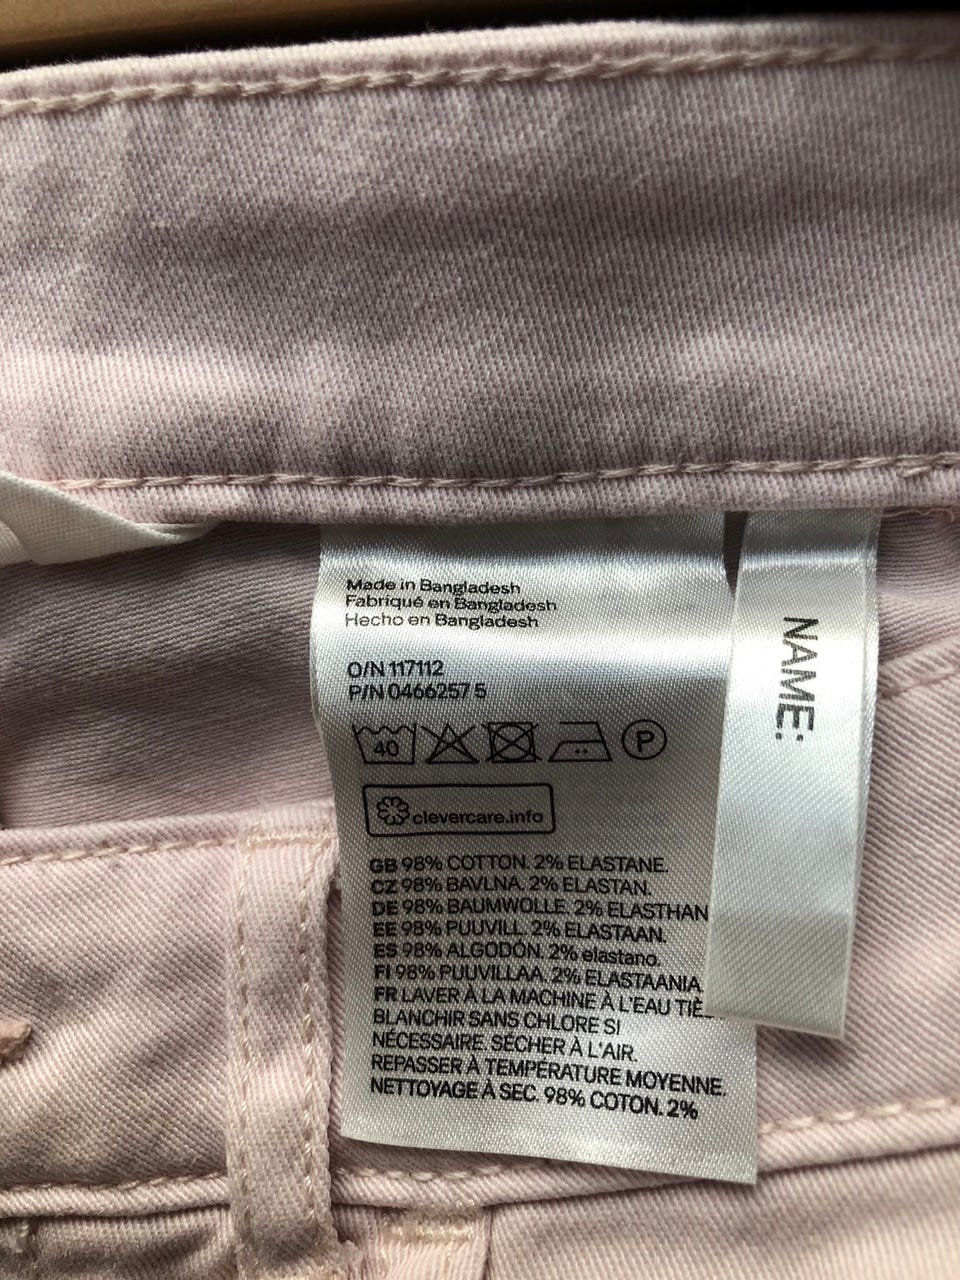 Made in Bangladesh
Fabriqué en Bangladesh
Hecho en Bangladesh
O/N 117112
P/N 0466257 5
40
P
clevercare.info
GB 98% COTTON. 2% ELASTANE.
CZ 98% BAVLNA. 2% ELASTAN.
DE 98% BAUMWOLLE. 2% ELASTHAN
EE 98% PUUVILL. 2% ELASTAAN.
ES 98% ALGODÓN. 2% elastano.
FI 98% PUUVILLAA. 2% ELASTAANIA
FR LAVER À LA MACHINE À L'EAU TIÈ
BLANCHIR SANS CHLORE SI
NÉCESSAIRE. SÉCHER À L'AIR.
REPASSER À TEMPÉRATURE MOYENNE.
NETTOYAGE À SEC. 98% COTON. 2%
NAME: